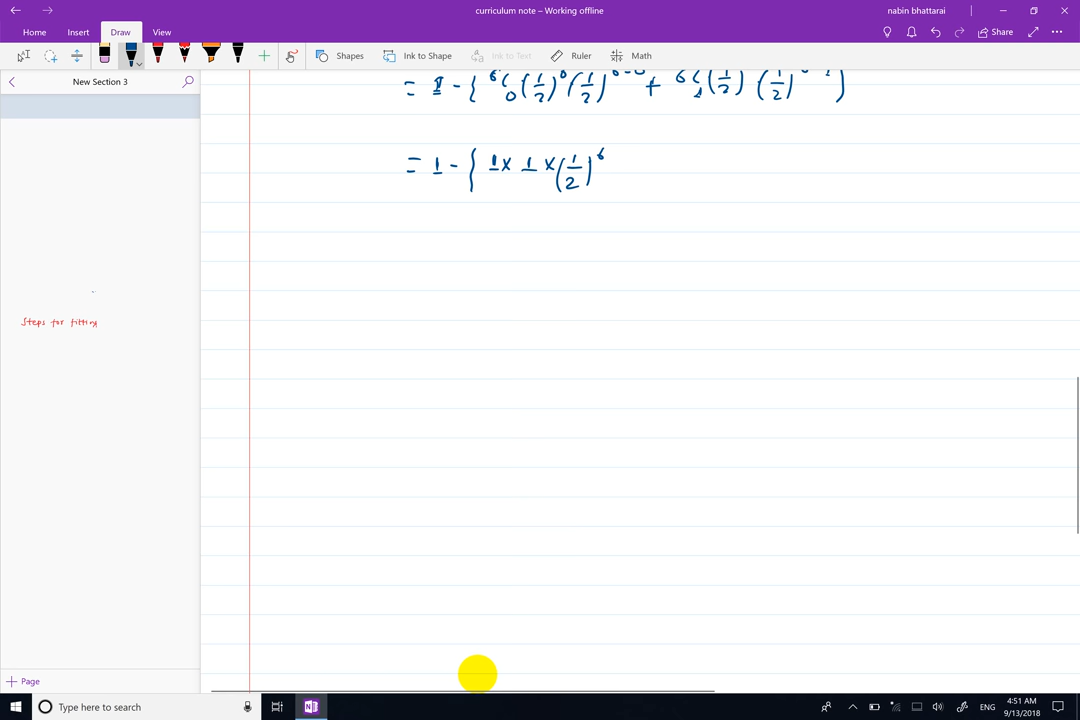 curriculum note – Working offline
nabin bhattarai
Home Insert Draw View
Share
Shapes Ink to Shape Ink to Text Ruler Math
New Section 3
= 1 - { 6C0 (1/2)^0 (1/2)^6-0 + 6C1 (1/2) (1/2)^6-1 }
= 1 - { 1 x 1 x (1/2)^6
Steps for fitting
+ Page
Type here to search
ENG
4:51 AM
9/13/2018